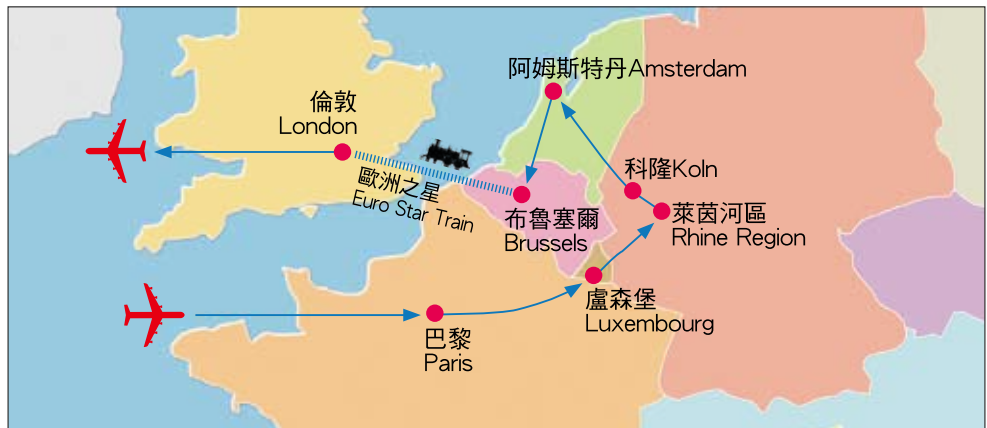 阿姆斯特丹Amsterdam
倫敦
London
歐洲之星
Euro Star Train
科隆Koln
萊茵河區
Rhine Region
布魯塞爾
Brussels
盧森堡
Luxembourg
巴黎
Paris